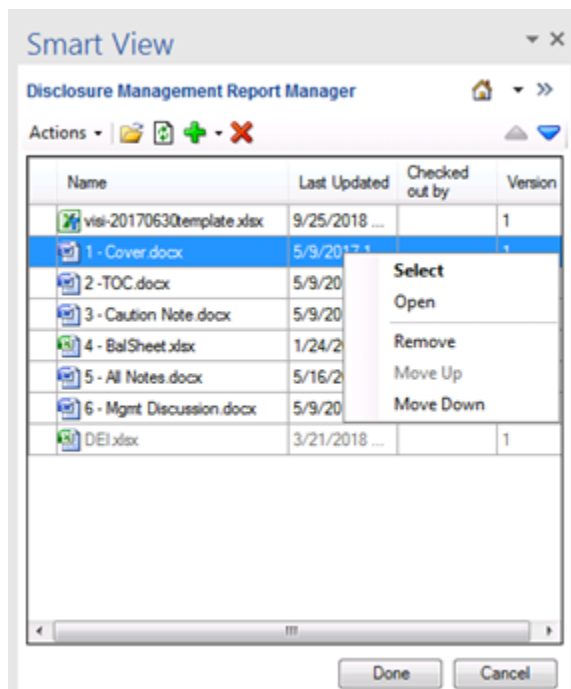 Smart View
Disclosure Management Report Manager
Actions
Name Last Updated Checked out by Version
visi-20170630template.xlsx 9/25/2018 ... 1
1 - Cover.docx 5/9/2017 1 1
2 -TOC.docx 5/9/20
3 - Caution Note.docx 5/9/20
4 - BalSheet.xlsx 1/24/2
5 - All Notes.docx 5/16/2
6 - Mgmt Discussion.docx 5/9/20
DEI.xlsx 3/21/2018 ... 1
Select
Open
Remove
Move Up
Move Down
Done Cancel